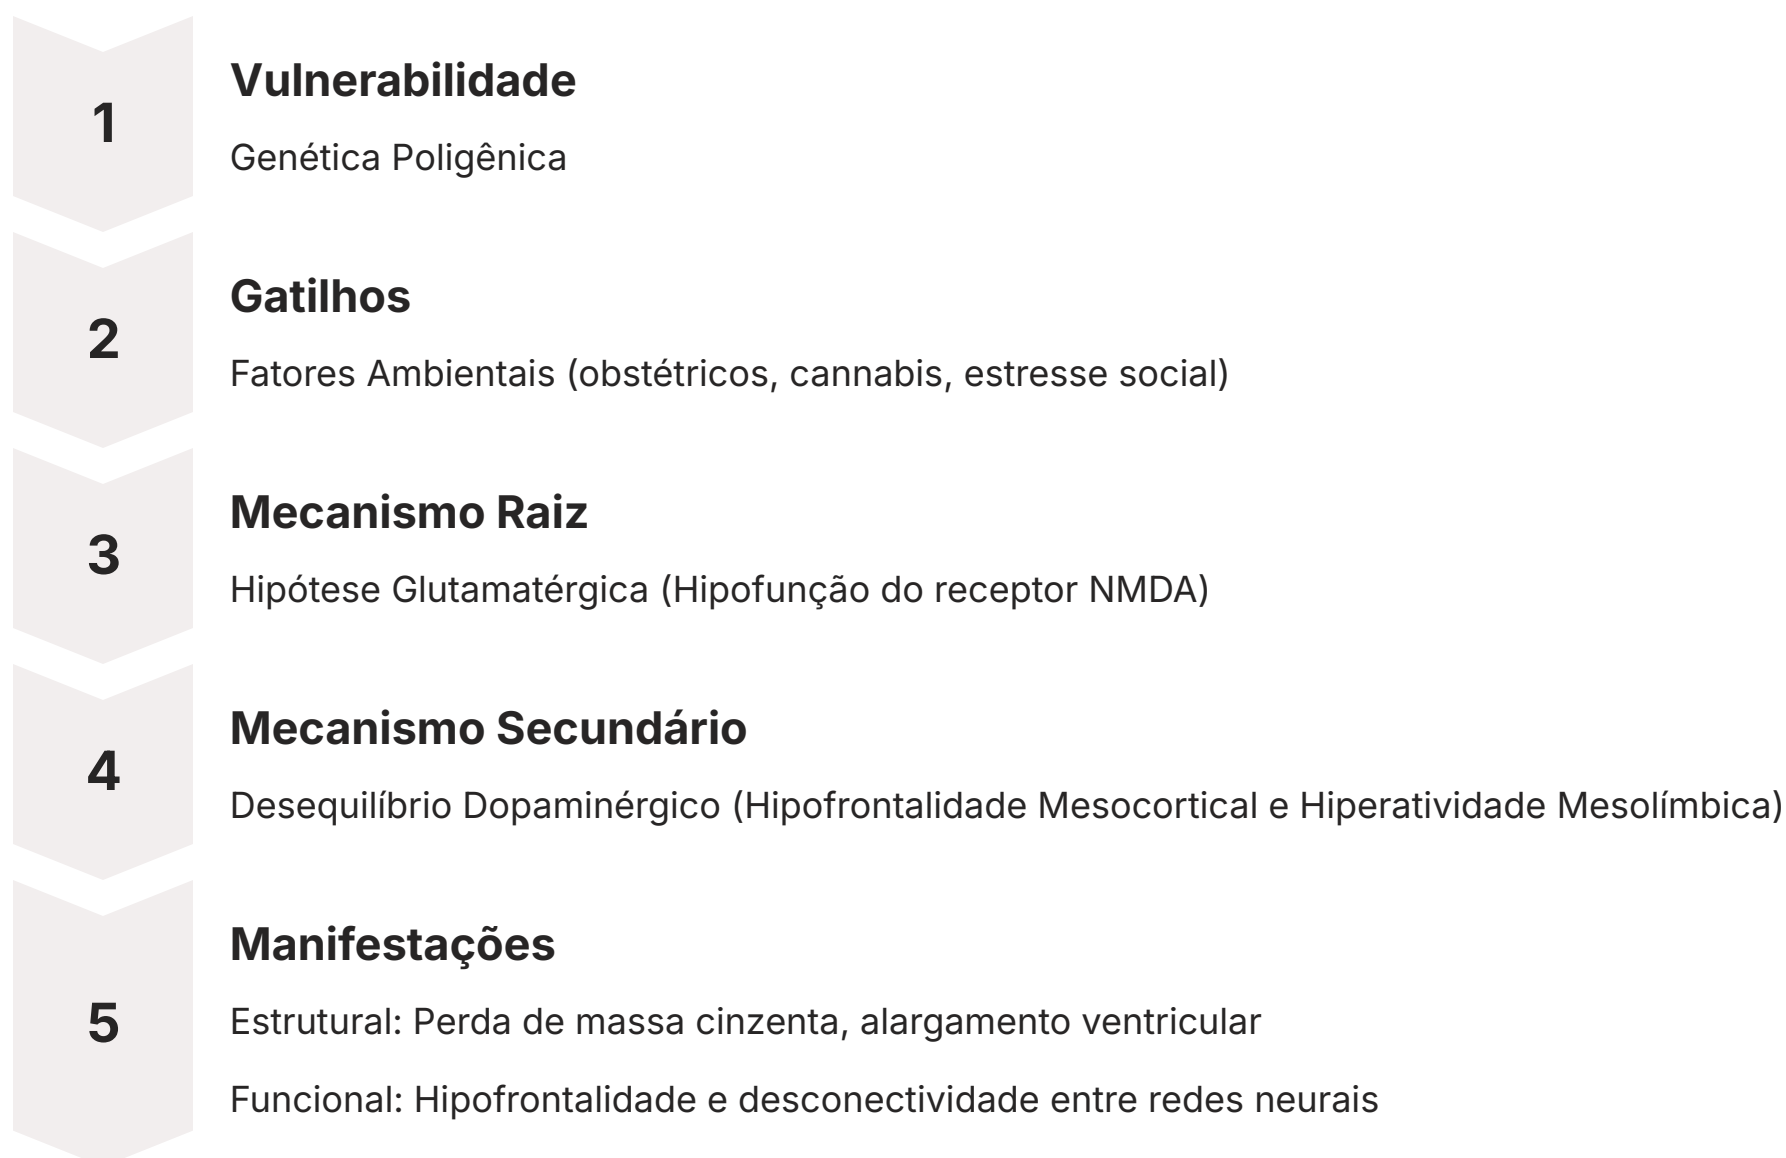 1
Vulnerabilidade
Genética Poligênica
2
Gatilhos
Fatores Ambientais (obstétricos, cannabis, estresse social)
3
Mecanismo Raiz
Hipótese Glutamatérgica (Hipofunção do receptor NMDA)
4
Mecanismo Secundário
Desequilíbrio Dopaminérgico (Hipofrontalidade Mesocortical e Hiperatividade Mesolímbica)
5
Manifestações
Estrutural: Perda de massa cinzenta, alargamento ventricular
Funcional: Hipofrontalidade e desconectividade entre redes neurais